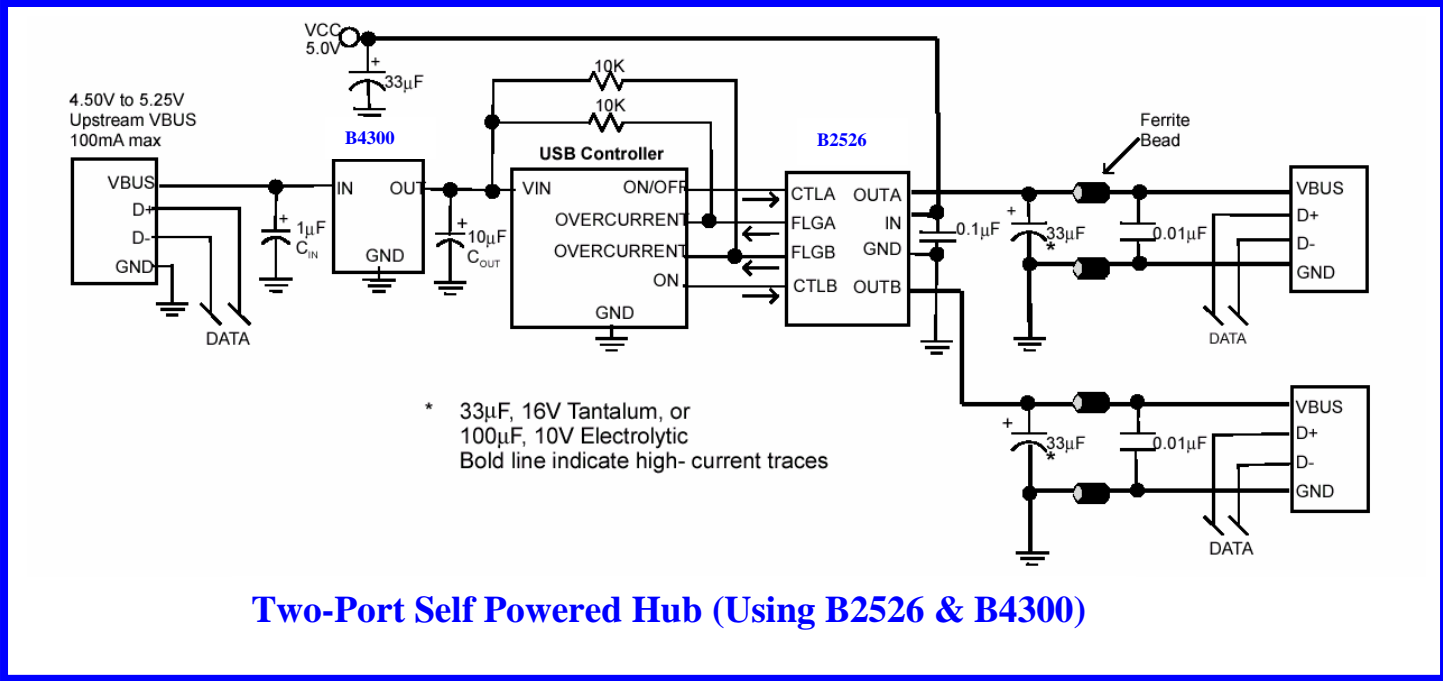 VCC
5.0V
+
33µF
10K
10K
4.50V to 5.25V
Upstream VBUS
100mA max
B4300
B2526
Ferrite
Bead
USB Controller
VBUS
D+
D-
GND
DATA
+
1µF
CIN
IN
OUT
GND
+
10µF
COUT
VIN
ON/OFF
OVERCURRENT
OVERCURRENT
ON
GND
CTLA
FLGA
FLGB
CTLB
OUTA
IN
GND
OUTB
0.1µF
+
33µF
*
0.01µF
VBUS
D+
D-
GND
DATA
+
33µF
*
0.01µF
VBUS
D+
D-
GND
DATA
* 33µF, 16V Tantalum, or
100µF, 10V Electrolytic
Bold line indicate high- current traces
Two-Port Self Powered Hub (Using B2526 & B4300)